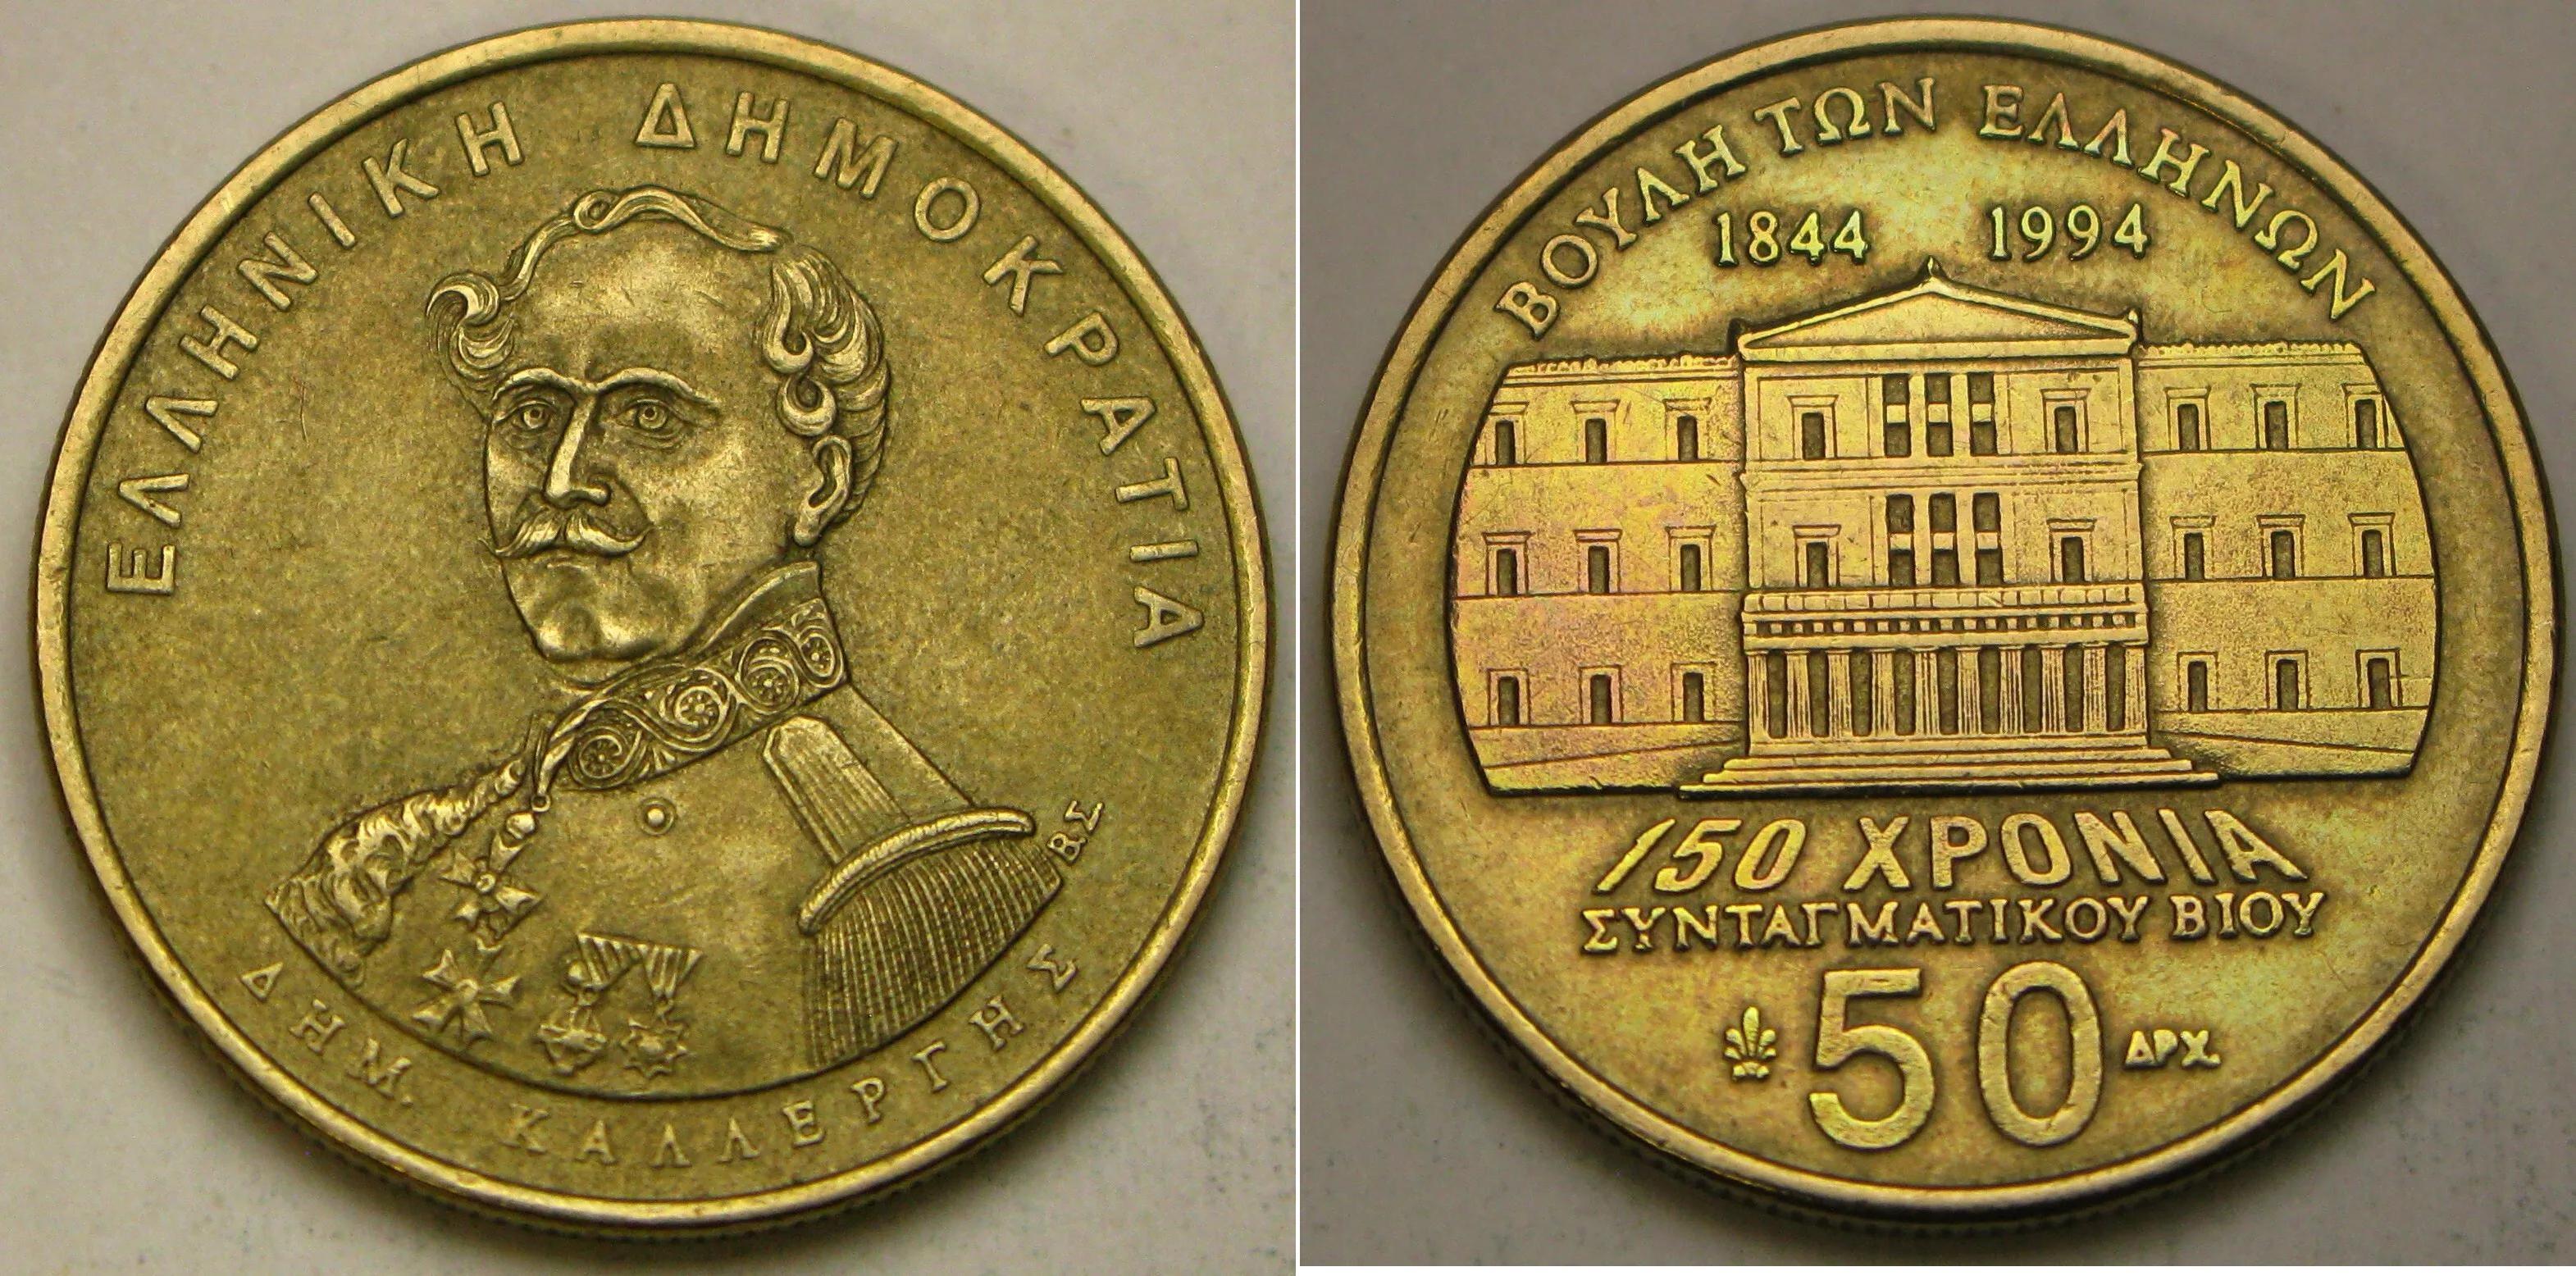 ΕΛΛΗΝΙΚΗ ΔΗΜΟΚΡΑΤΙΑ
ΒΣ
ΔΗΜ. ΚΑΛΛΕΡΓΗΣ
ΒΟΥΛΗ ΤΩΝ ΕΛΛΗΝΩΝ
1844 1994
150 ΧΡΟΝΙΑ
ΣΥΝΤΑΓΜΑΤΙΚΟΥ ΒΙΟΥ
50 ΔΡΧ.